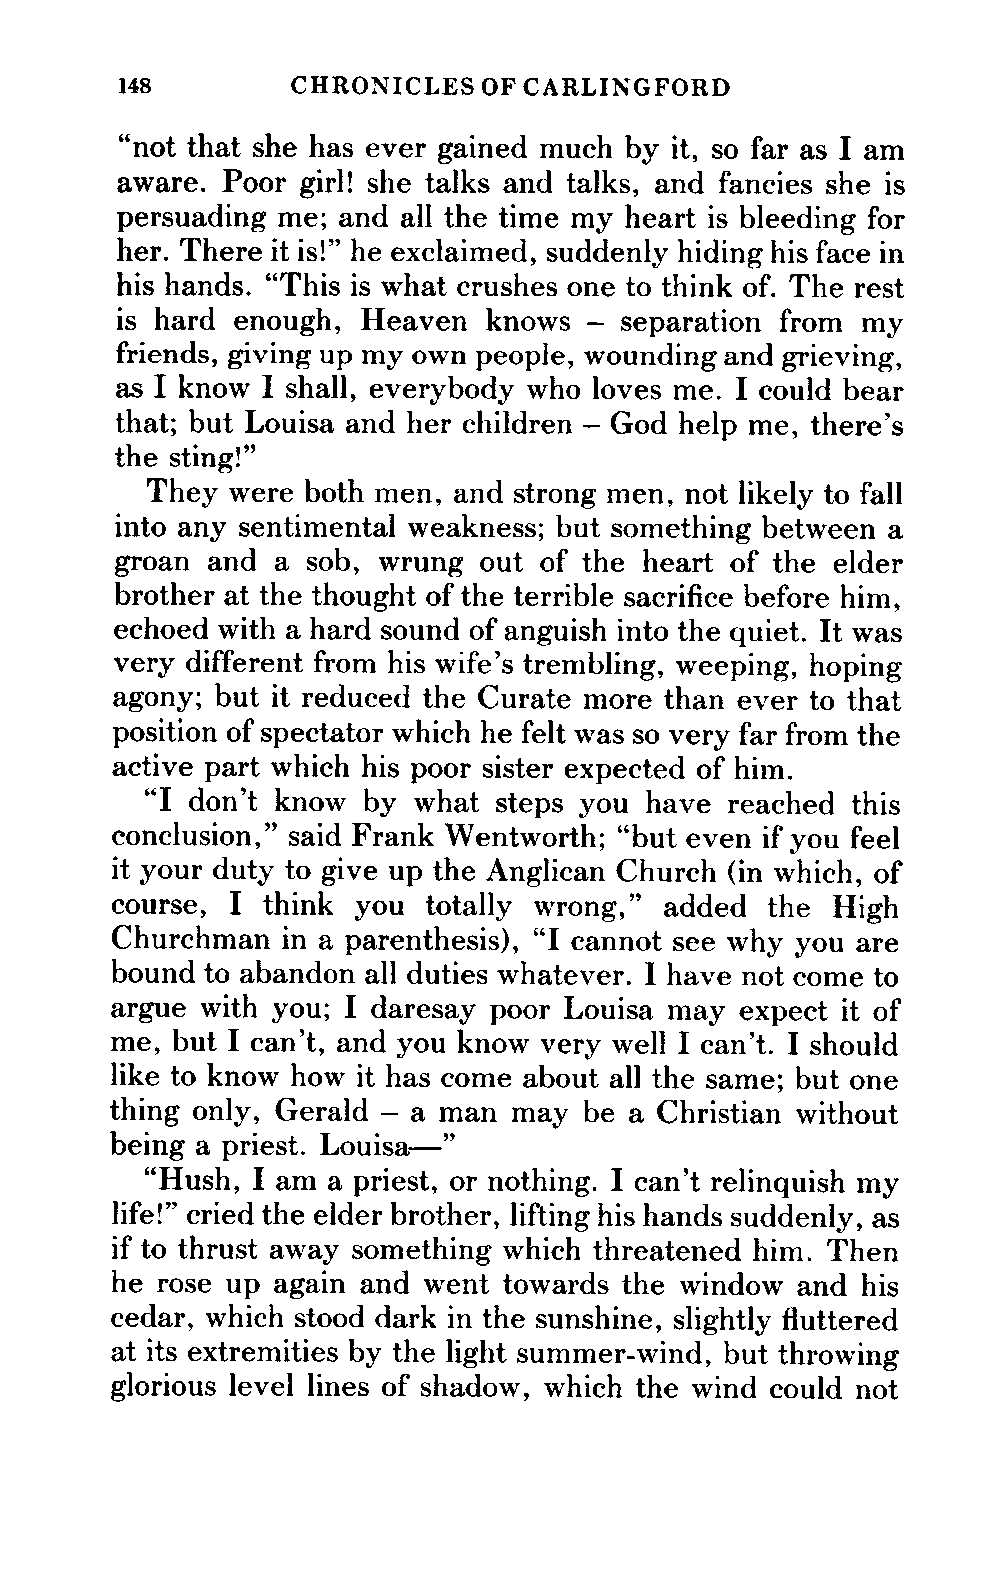 148 CHRONICLES OF CARLINGFORD
“not that she has ever gained much by it, so far as I am
aware. Poor girl! she talks and talks, and fancies she is
persuading me; and all the time my heart is bleeding for
her. There it is!” he exclaimed, suddenly hiding his face in
his hands. “This is what crushes one to think of. The rest
is hard enough, Heaven knows – separation from my
friends, giving up my own people, wounding and grieving,
as I know I shall, everybody who loves me. I could bear
that; but Louisa and her children – God help me, there’s
the sting!”
They were both men, and strong men, not likely to fall
into any sentimental weakness; but something between a
groan and a sob, wrung out of the heart of the elder
brother at the thought of the terrible sacrifice before him,
echoed with a hard sound of anguish into the quiet. It was
very different from his wife’s trembling, weeping, hoping
agony; but it reduced the Curate more than ever to that
position of spectator which he felt was so very far from the
active part which his poor sister expected of him.
“I don’t know by what steps you have reached this
conclusion,” said Frank Wentworth; “but even if you feel
it your duty to give up the Anglican Church (in which, of
course, I think you totally wrong,” added the High
Churchman in a parenthesis), “I cannot see why you are
bound to abandon all duties whatever. I have not come to
argue with you; I daresay poor Louisa may expect it of
me, but I can’t, and you know very well I can’t. I should
like to know how it has come about all the same; but one
thing only, Gerald – a man may be a Christian without
being a priest. Louisa—”
“Hush, I am a priest, or nothing. I can’t relinquish my
life!” cried the elder brother, lifting his hands suddenly, as
if to thrust away something which threatened him. Then
he rose up again and went towards the window and his
cedar, which stood dark in the sunshine, slightly fluttered
at its extremities by the light summer-wind, but throwing
glorious level lines of shadow, which the wind could not